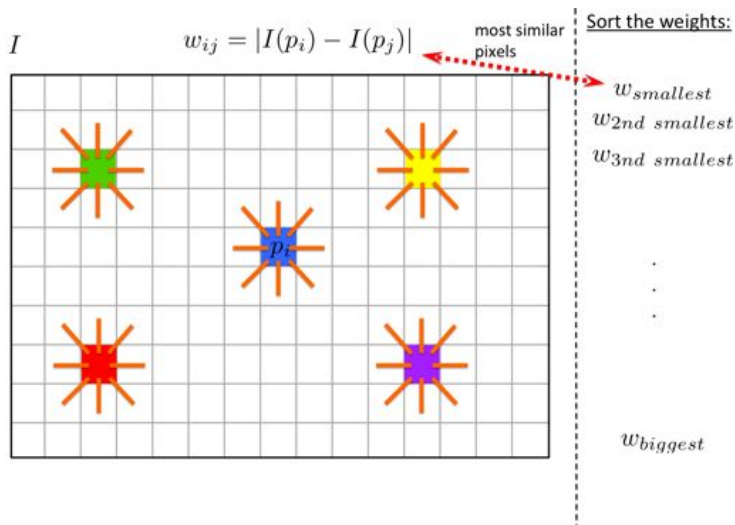 I
w_{ij} = |I(p_i) - I(p_j)|
most similar
pixels
Sort the weights:
w_{smallest}
w_{2nd smallest}
w_{3nd smallest}
p_i
.
.
.
w_{biggest}